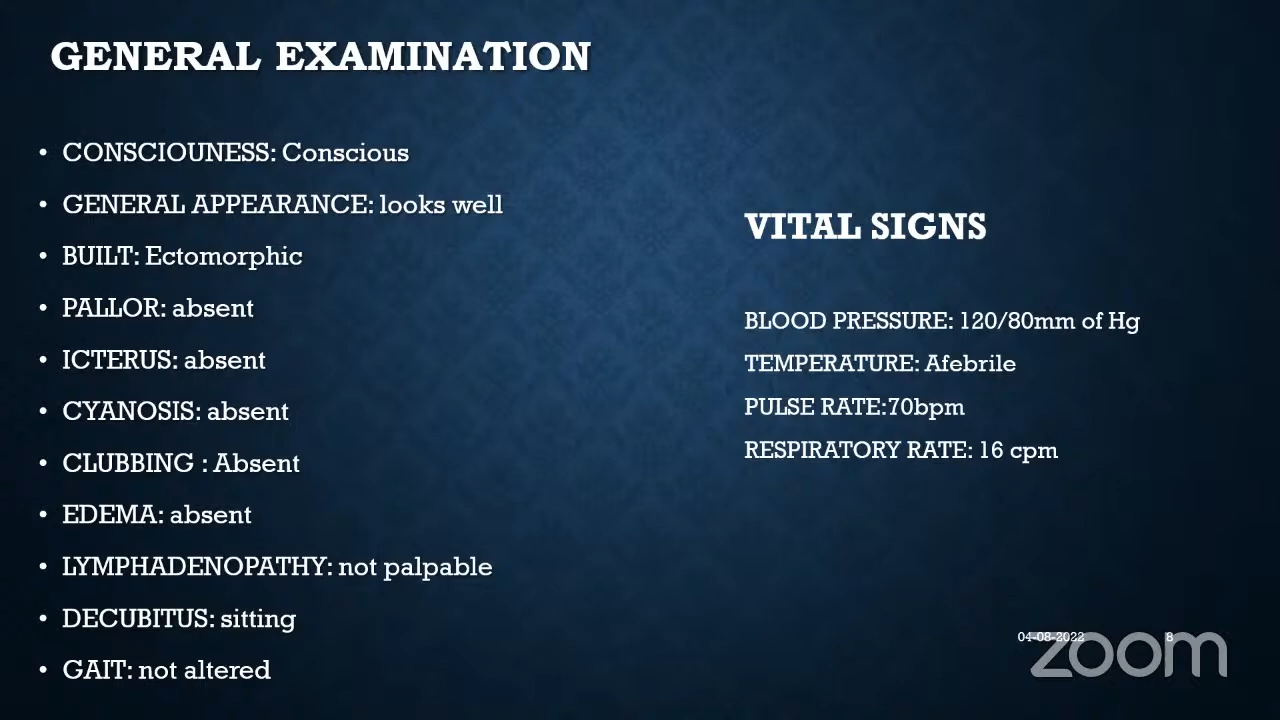 GENERAL EXAMINATION
• CONSCIOUNESS: Conscious
• GENERAL APPEARANCE: looks well
• BUILT: Ectomorphic
• PALLOR: absent
• ICTERUS: absent
• CYANOSIS: absent
• CLUBBING : Absent
• EDEMA: absent
• LYMPHADENOPATHY: not palpable
• DECUBITUS: sitting
• GAIT: not altered
VITAL SIGNS
BLOOD PRESSURE: 120/80mm of Hg
TEMPERATURE: Afebrile
PULSE RATE:70bpm
RESPIRATORY RATE: 16 cpm
04-08-2022 8
zoom